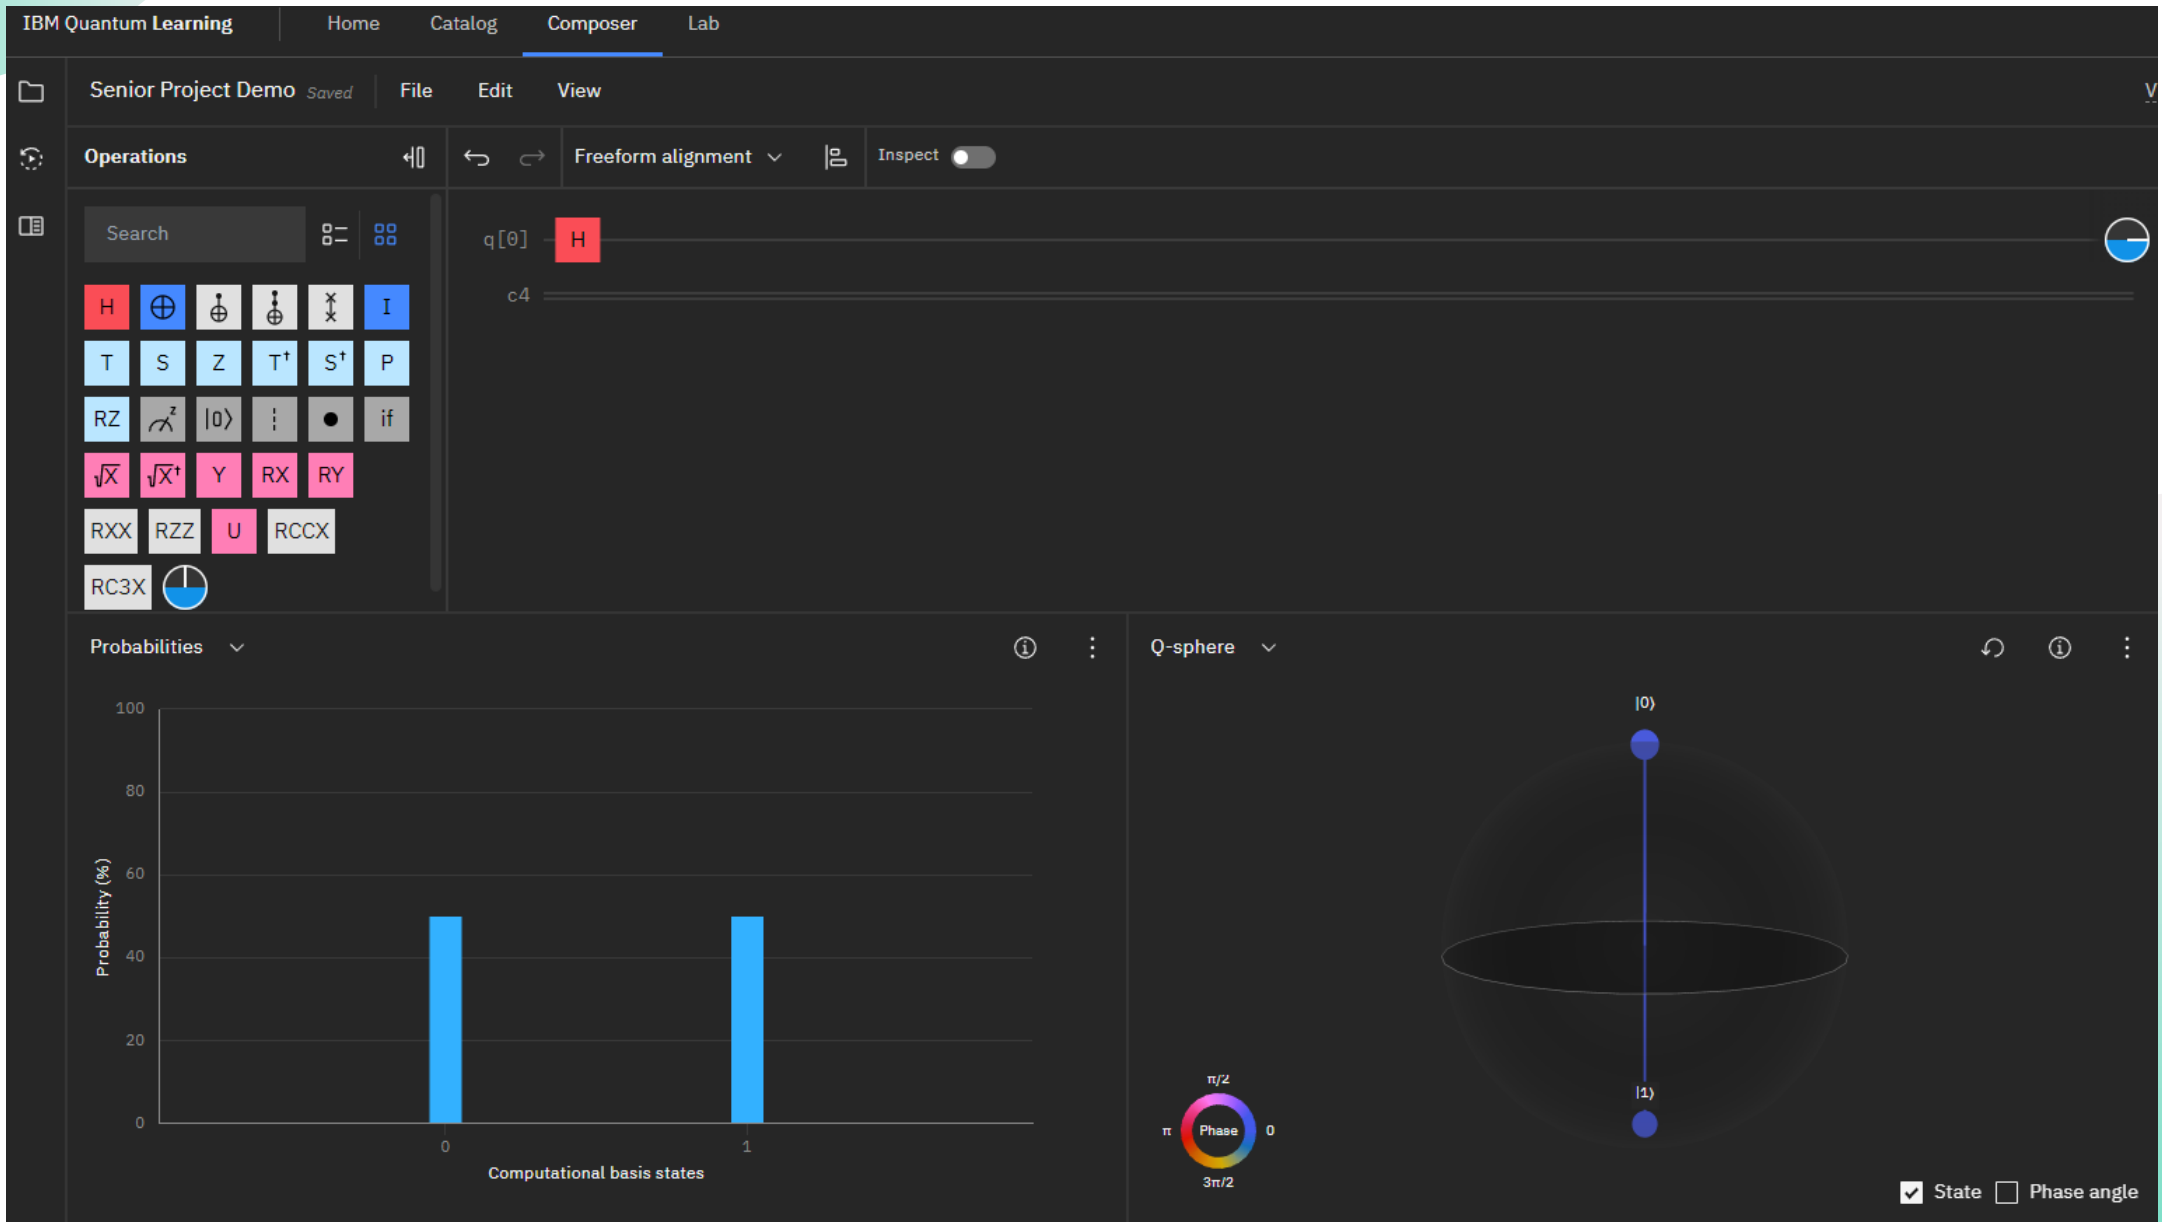 IBM Quantum Learning Home Catalog Composer Lab
Senior Project Demo Saved File Edit View V
Operations Freeform alignment Inspect
Search
q[0] H
c4
H I
T S Z T† S† P
RZ z |0⟩ if
√X √X† Y RX RY
RXX RZZ U RCCX
RC3X
Probabilities
100
80
60
40
20
0
Probability (%)
0 1
Computational basis states
Q-sphere
|0⟩
|1⟩
π/2
π Phase 0
3π/2
State Phase angle